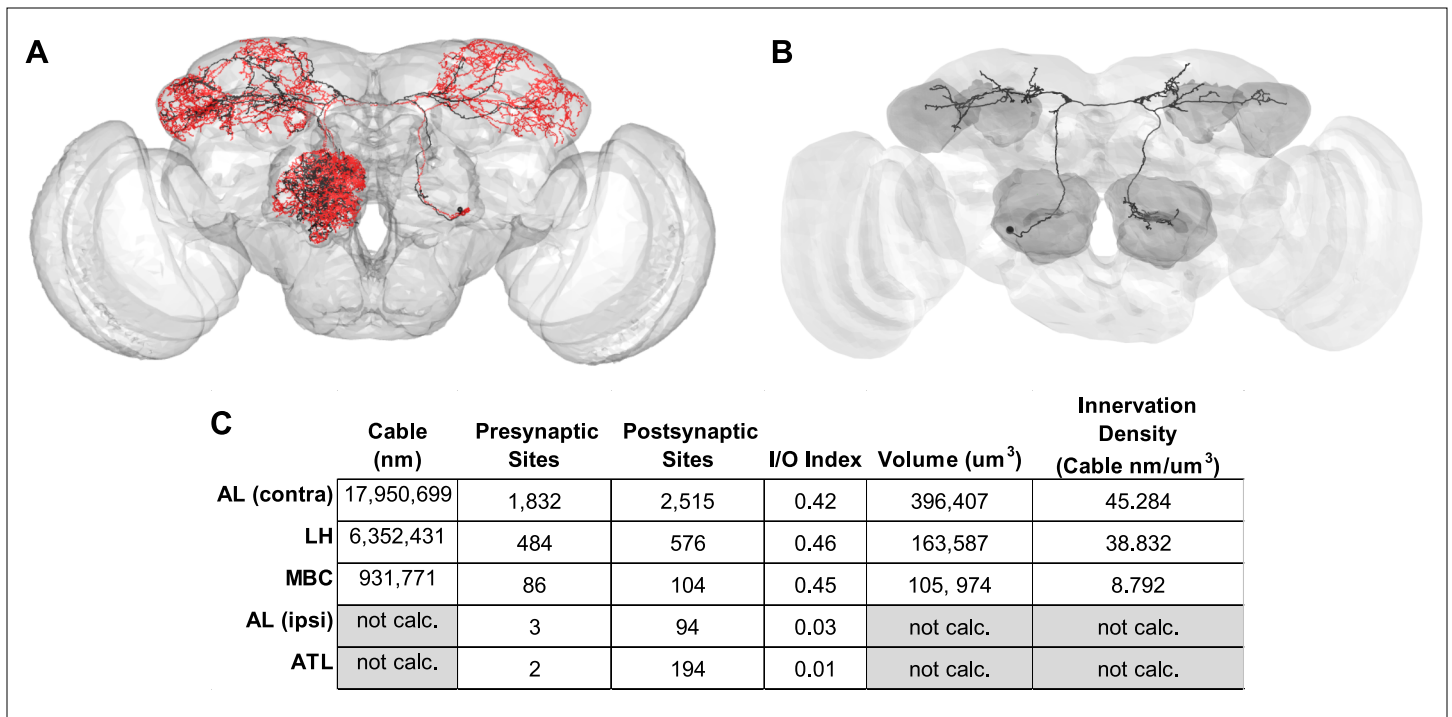 A
B
C
Cable (nm) Presynaptic Sites Postsynaptic Sites I/O Index Volume (um³) Innervation Density (Cable nm/um³)
AL (contra) 17,950,699 1,832 2,515 0.42 396,407 45.284
LH 6,352,431 484 576 0.46 163,587 38.832
MBC 931,771 86 104 0.45 105, 974 8.792
AL (ipsi) not calc. 3 94 0.03 not calc. not calc.
ATL not calc. 2 194 0.01 not calc. not calc.